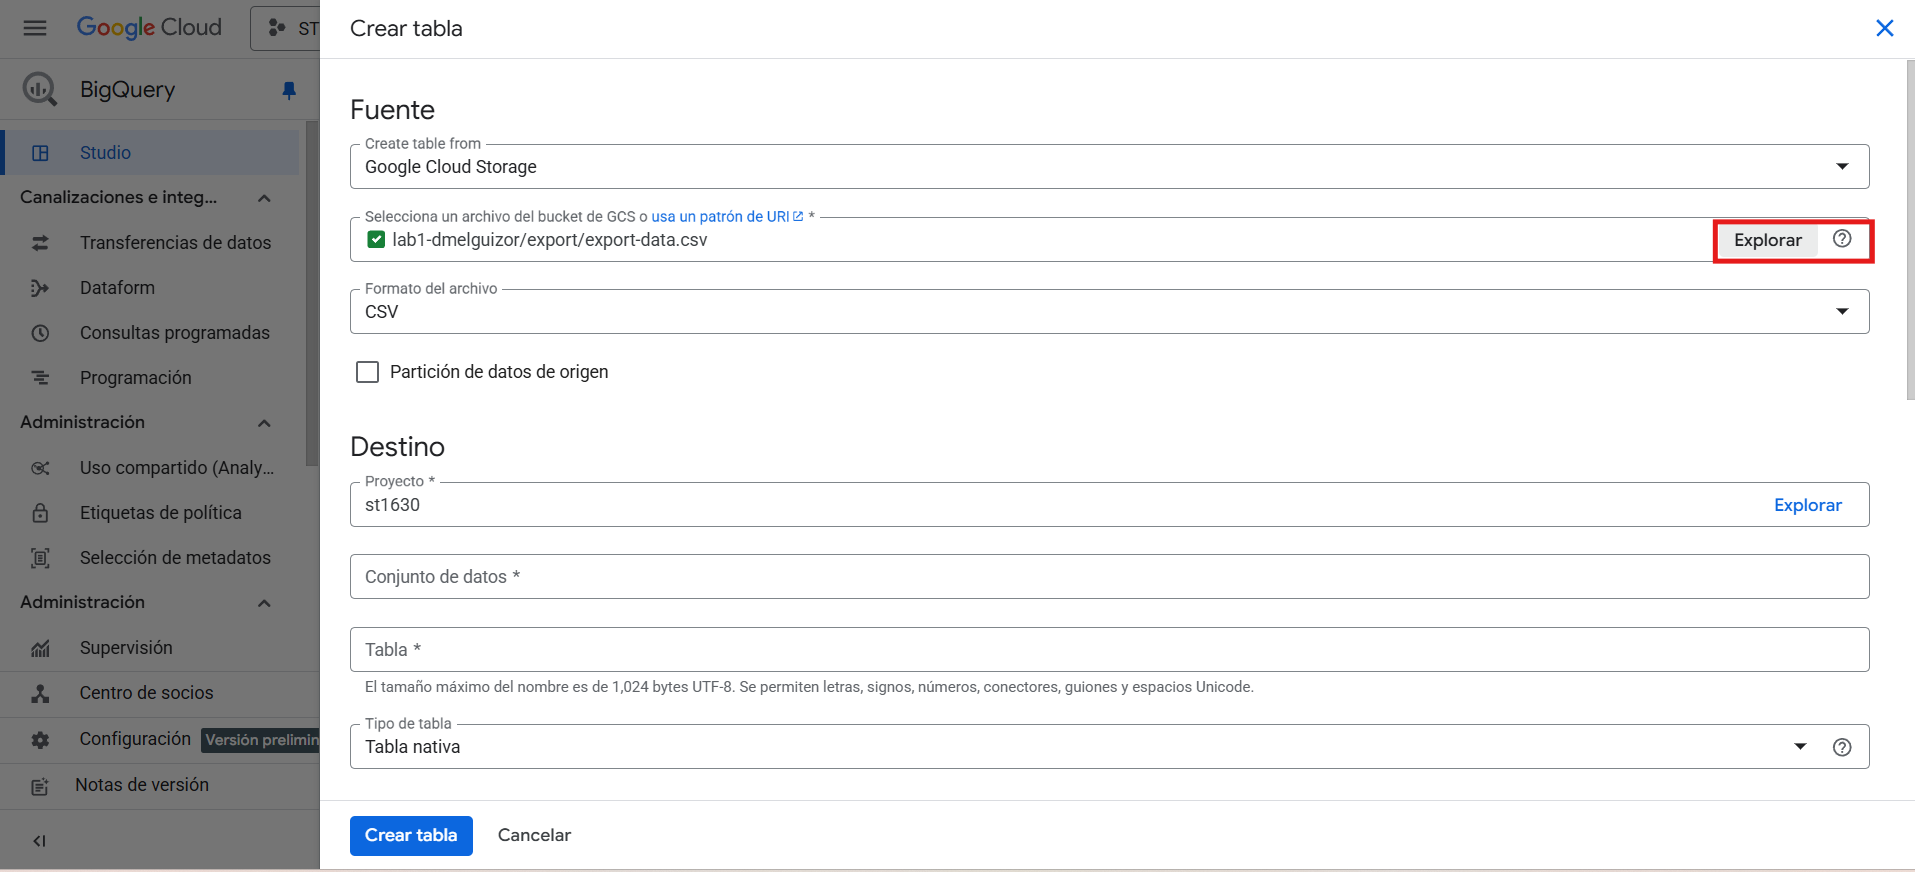 Google Cloud
ST
BigQuery
Studio
Canalizaciones e integ...
Transferencias de datos
Dataform
Consultas programadas
Programación
Administración
Uso compartido (Analy...
Etiquetas de política
Selección de metadatos
Administración
Supervisión
Centro de socios
Configuración Versión prelimin
Notas de versión
Crear tabla
Fuente
Create table from
Google Cloud Storage
Selecciona un archivo del bucket de GCS o usa un patrón de URI *
lab1-dmelguizor/export/export-data.csv Explorar
Formato del archivo
CSV
Partición de datos de origen
Destino
Proyecto *
st1630 Explorar
Conjunto de datos *
Tabla *
El tamaño máximo del nombre es de 1,024 bytes UTF-8. Se permiten letras, signos, números, conectores, guiones y espacios Unicode.
Tipo de tabla
Tabla nativa
Crear tabla Cancelar